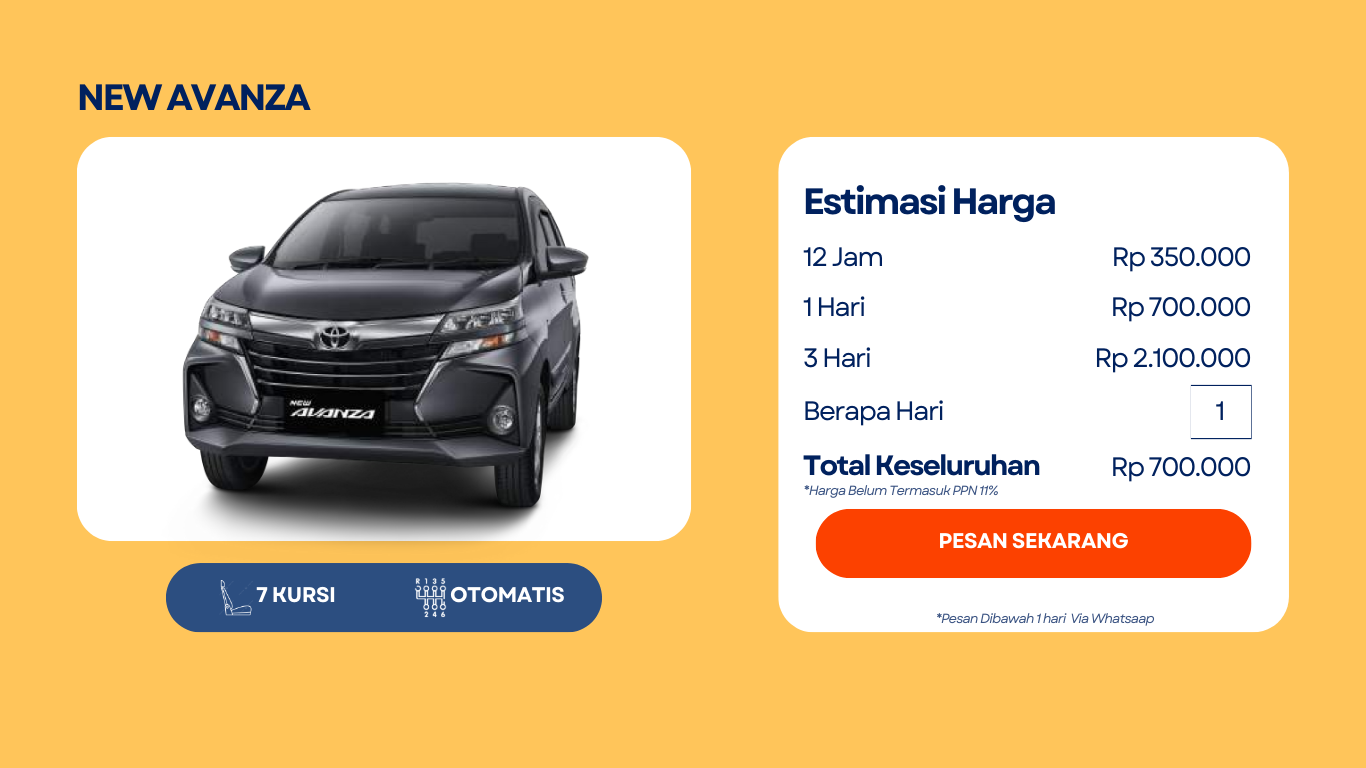 NEW AVANZA
NEW
AVANZA
7 KURSI
R 1 3 5
2 4 6
OTOMATIS
Estimasi Harga
12 Jam Rp 350.000
1 Hari Rp 700.000
3 Hari Rp 2.100.000
Berapa Hari 1
Total Keseluruhan Rp 700.000
*Harga Belum Termasuk PPN 11%
PESAN SEKARANG
*Pesan Dibawah 1 hari Via Whatsaap